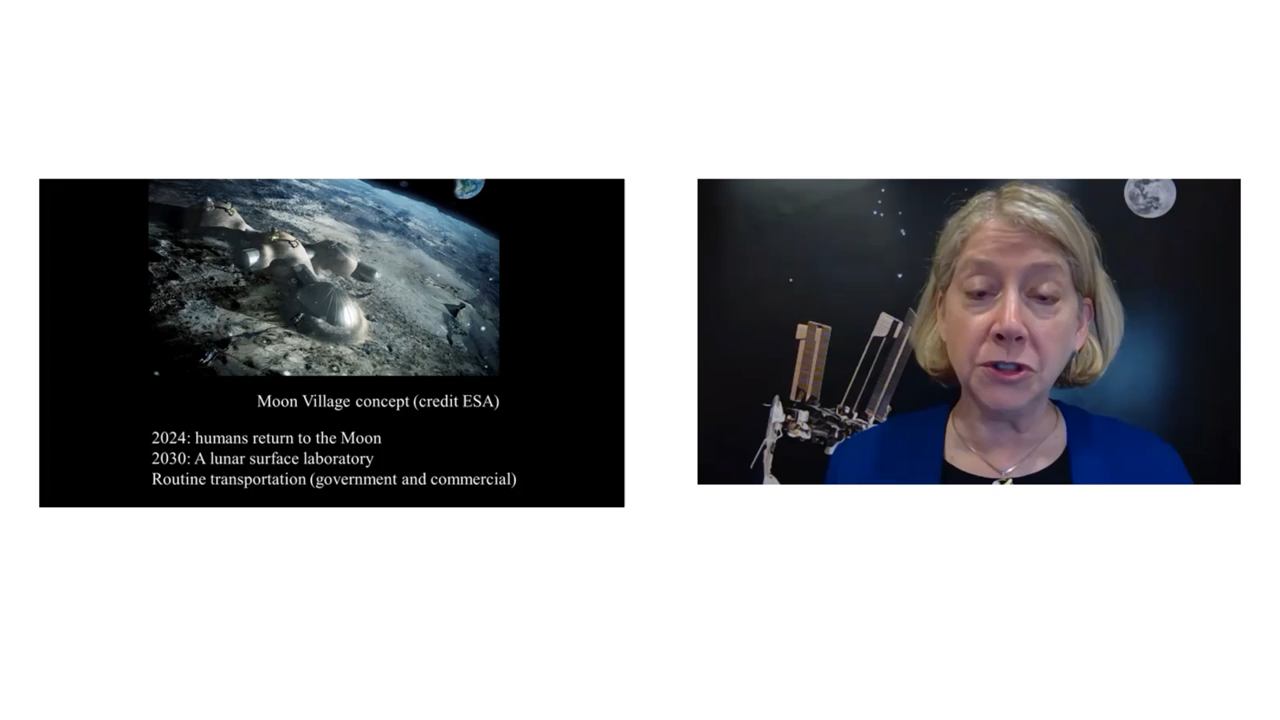 Moon Village concept (credit ESA)
2024: humans return to the Moon
2030: A lunar surface laboratory
Routine transportation (government and commercial)